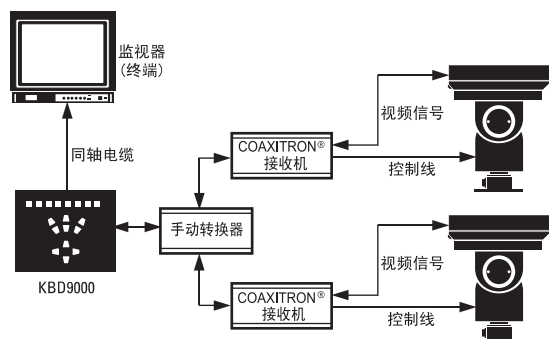 监视器
(终端)
同轴电缆
KBD9000
手动转换器
COAXITRON®
接收机
视频信号
控制线
COAXITRON®
接收机
视频信号
控制线